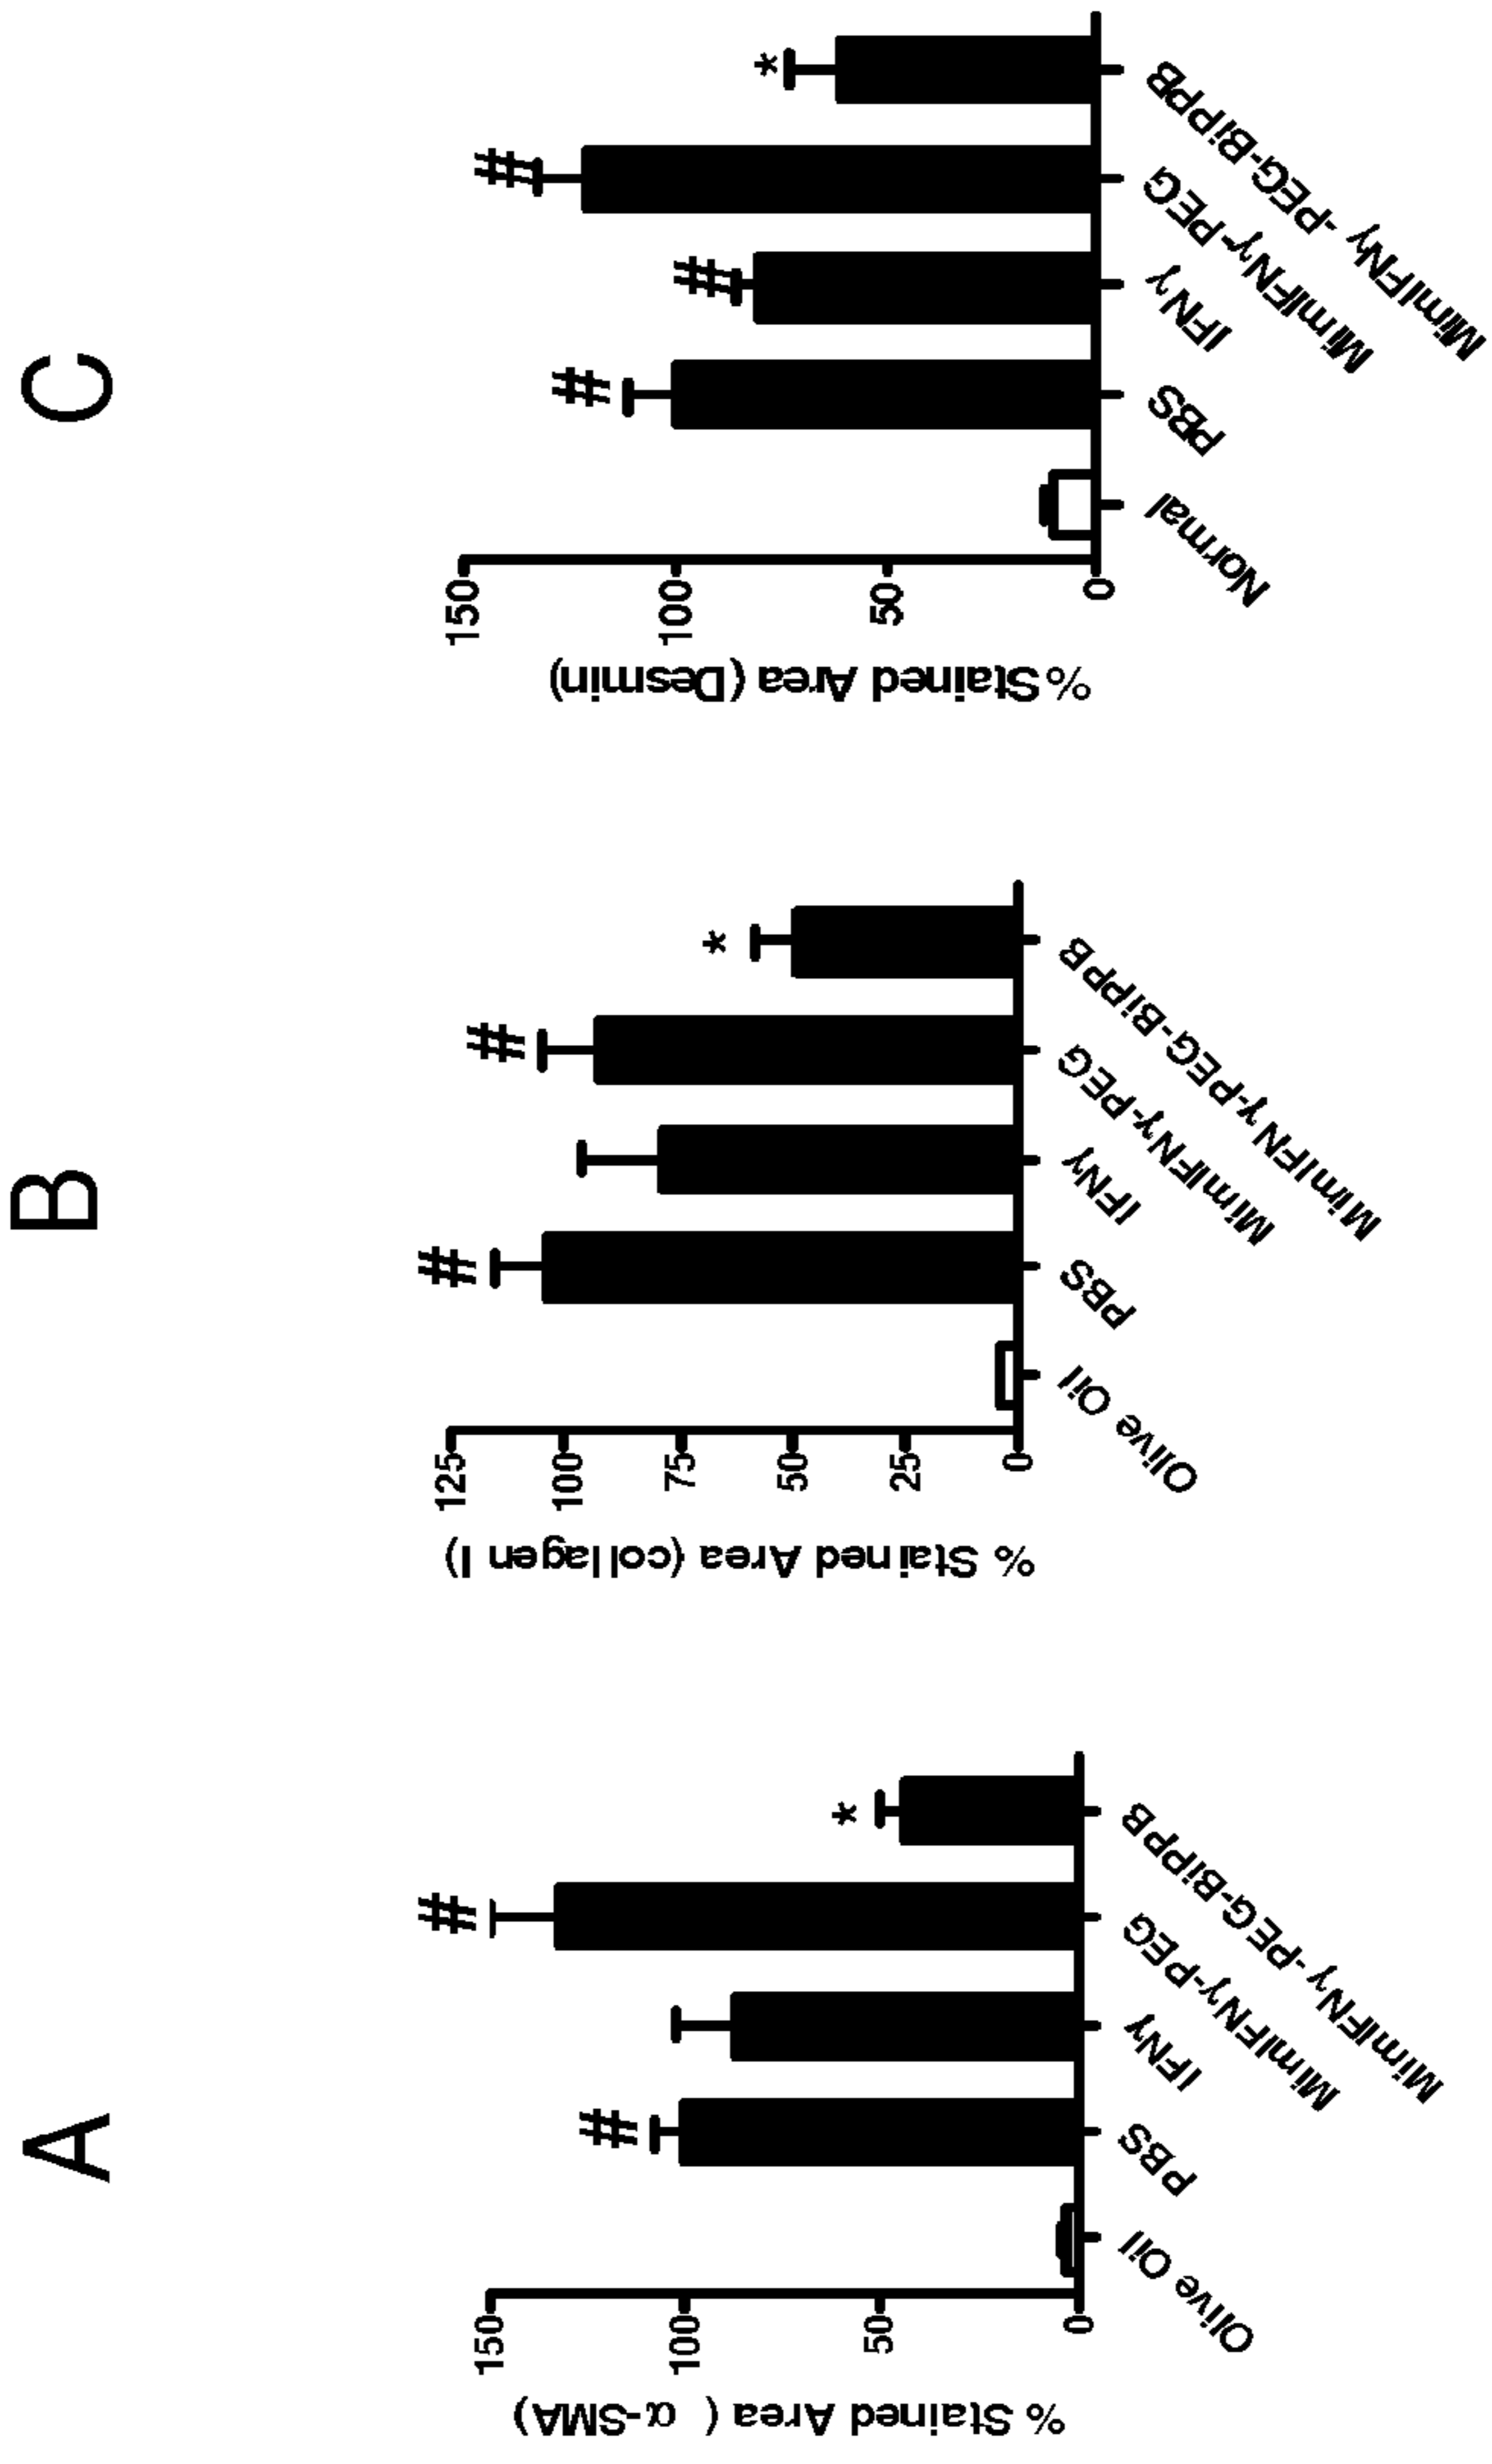 A
% Stained Area ( α-SMA)
150
100
50
0
#
#
*
Olive Oil
PBS
IFNγ
MimIFNγ-PEG
MimIFNγ -PEG-BiPPB
B
% Stained Area (collagen I)
125
100
75
50
25
0
#
#
*
Olive Oil
PBS
IFNγ
MimIFNγ-PEG
MimIFNγ-PEG-BiPPB
C
% Stained Area (Desmin)
150
100
50
0
#
#
#
*
Normal
PBS
IFN γ
MimIFNγ-PEG
MimIFNγ -PEG-BiPPB